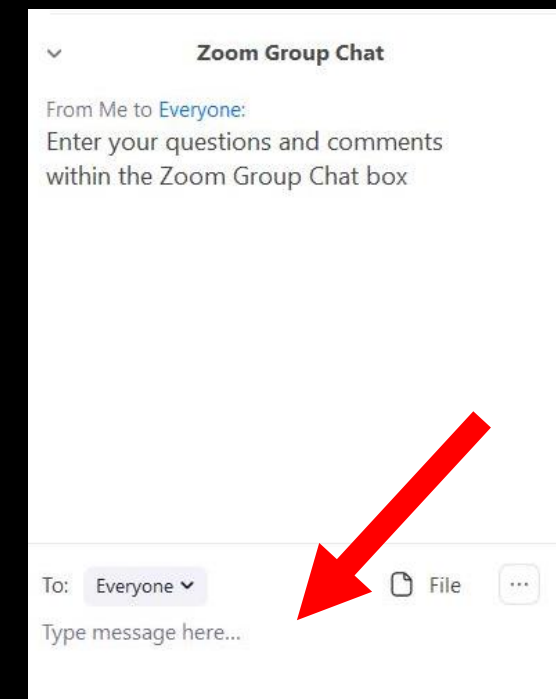 Zoom Group Chat
From Me to Everyone:
Enter your questions and comments
within the Zoom Group Chat box
To: Everyone File ...
Type message here...